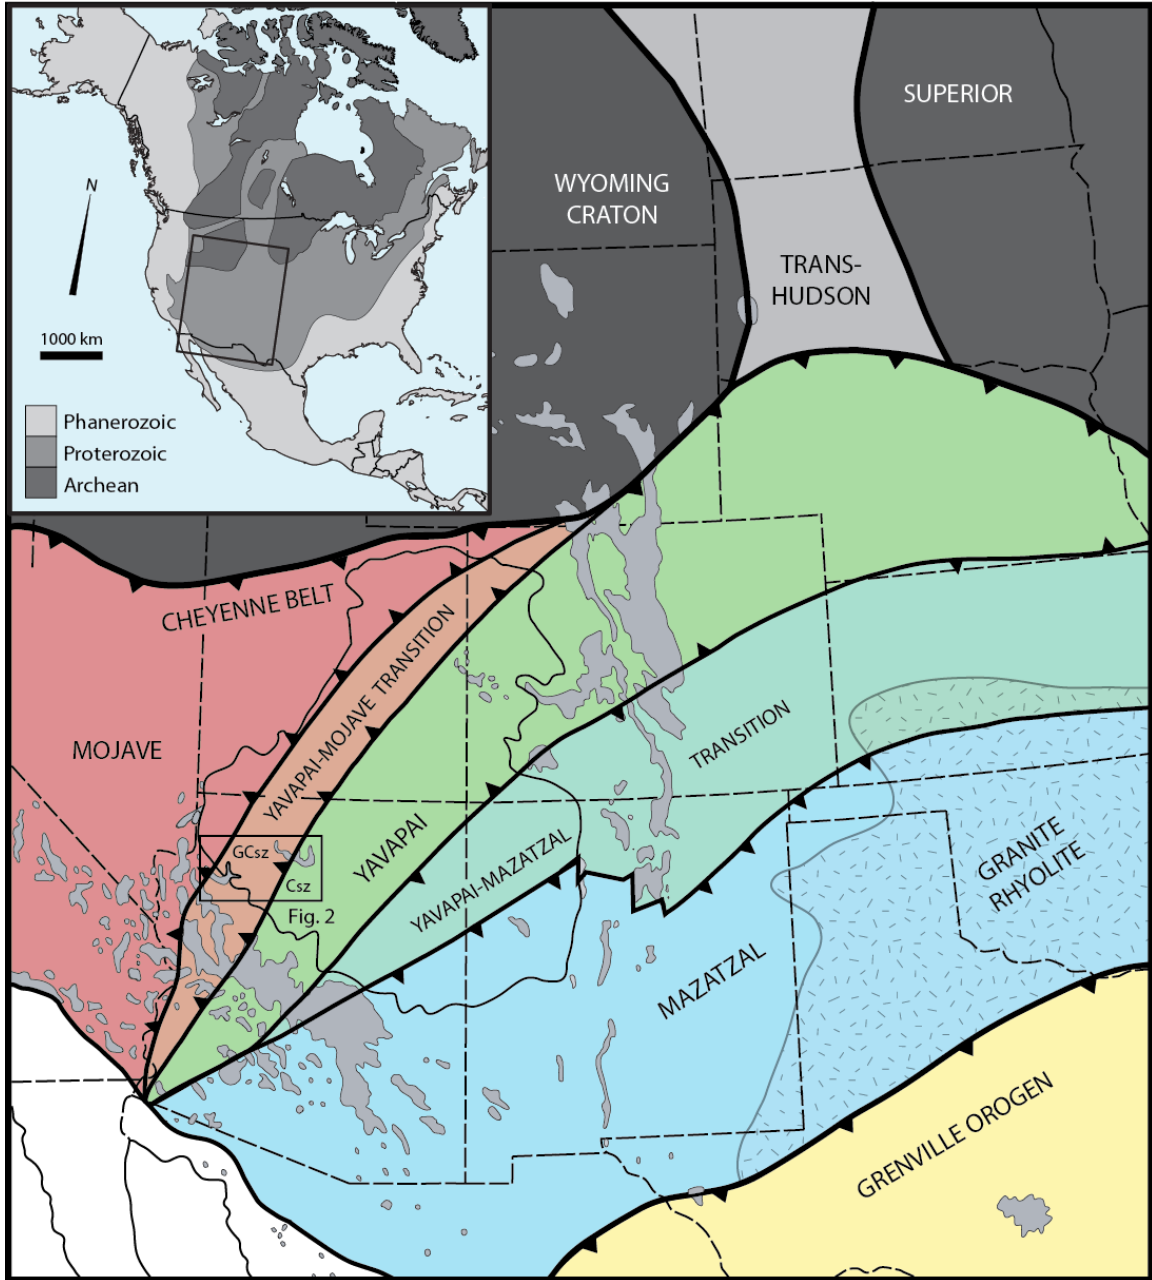 N
1000 km
Phanerozoic
Proterozoic
Archean
SUPERIOR
WYOMING
CRATON
TRANS-
HUDSON
CHEYENNE BELT
YAVAPAI-MOJAVE TRANSITION
MOJAVE
TRANSITION
YAVAPAI
GCsz
Csz
Fig. 2
YAVAPAI-MAZATZAL
GRANITE
RHYOLITE
MAZATZAL
GRENVILLE OROGEN